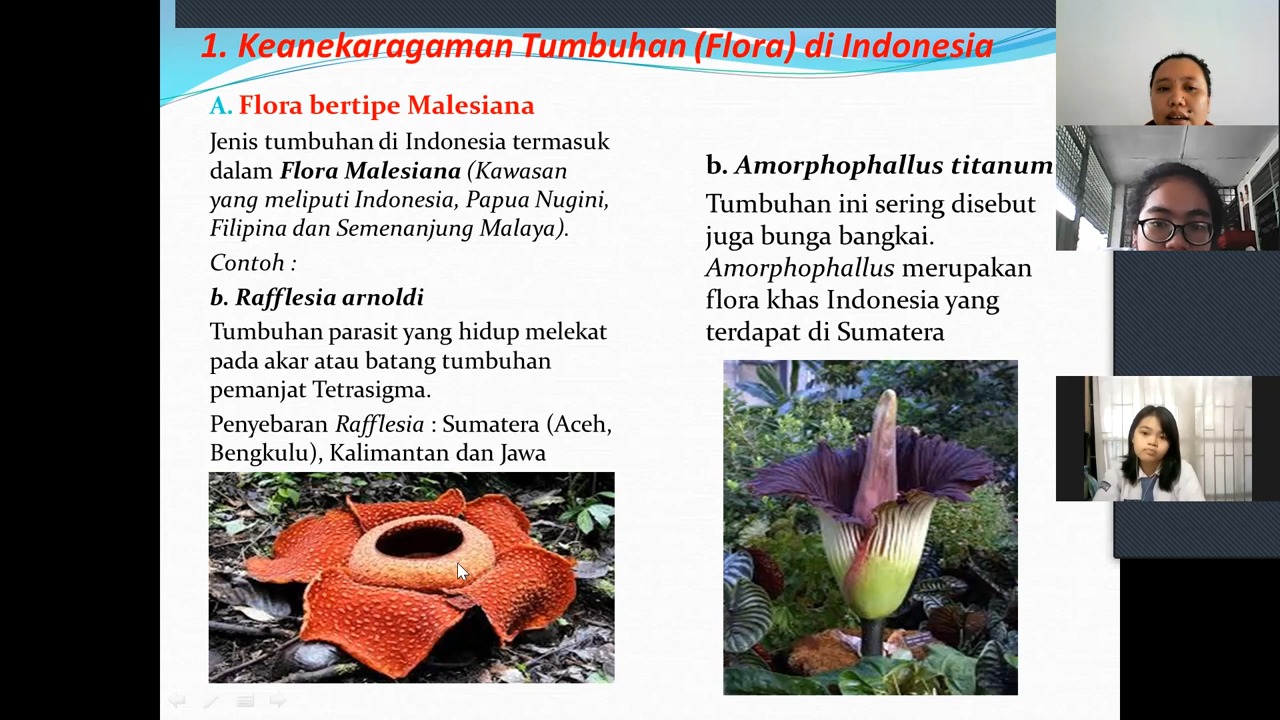 1. Keanekaragaman Tumbuhan (Flora) di Indonesia
A. Flora bertipe Malesiana
Jenis tumbuhan di Indonesia termasuk
dalam Flora Malesiana (Kawasan
yang meliputi Indonesia, Papua Nugini,
Filipina dan Semenanjung Malaya).
Contoh :
b. Rafflesia arnoldi
Tumbuhan parasit yang hidup melekat
pada akar atau batang tumbuhan
pemanjat Tetrasigma.
Penyebaran Rafflesia : Sumatera (Aceh,
Bengkulu), Kalimantan dan Jawa
b. Amorphophallus titanum
Tumbuhan ini sering disebut
juga bunga bangkai.
Amorphophallus merupakan
flora khas Indonesia yang
terdapat di Sumatera